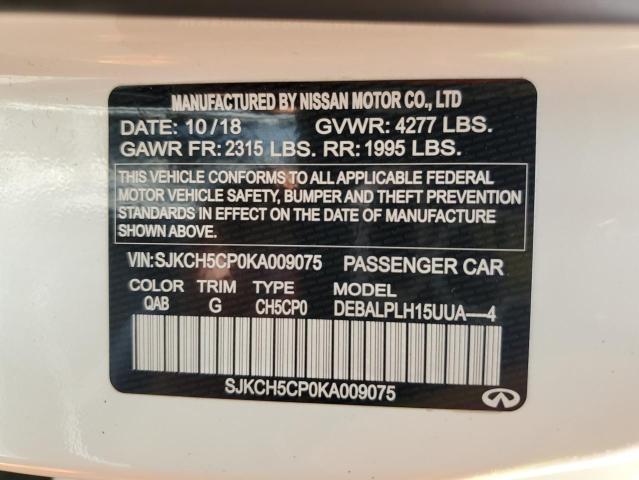 MANUFACTURED BY NISSAN MOTOR CO., LTD
DATE: 10/18 GVWR: 4277 LBS.
GAWR FR: 2315 LBS. RR: 1995 LBS.
THIS VEHICLE CONFORMS TO ALL APPLICABLE FEDERAL
MOTOR VEHICLE SAFETY, BUMPER AND THEFT PREVENTION
STANDARDS IN EFFECT ON THE DATE OF MANUFACTURE
SHOWN ABOVE.
VIN:SJKCH5CP0KA009075 PASSENGER CAR
COLOR TRIM TYPE MODEL
QAB G CH5CP0 DEBALPLH15UUA—4
SJKCH5CP0KA009075